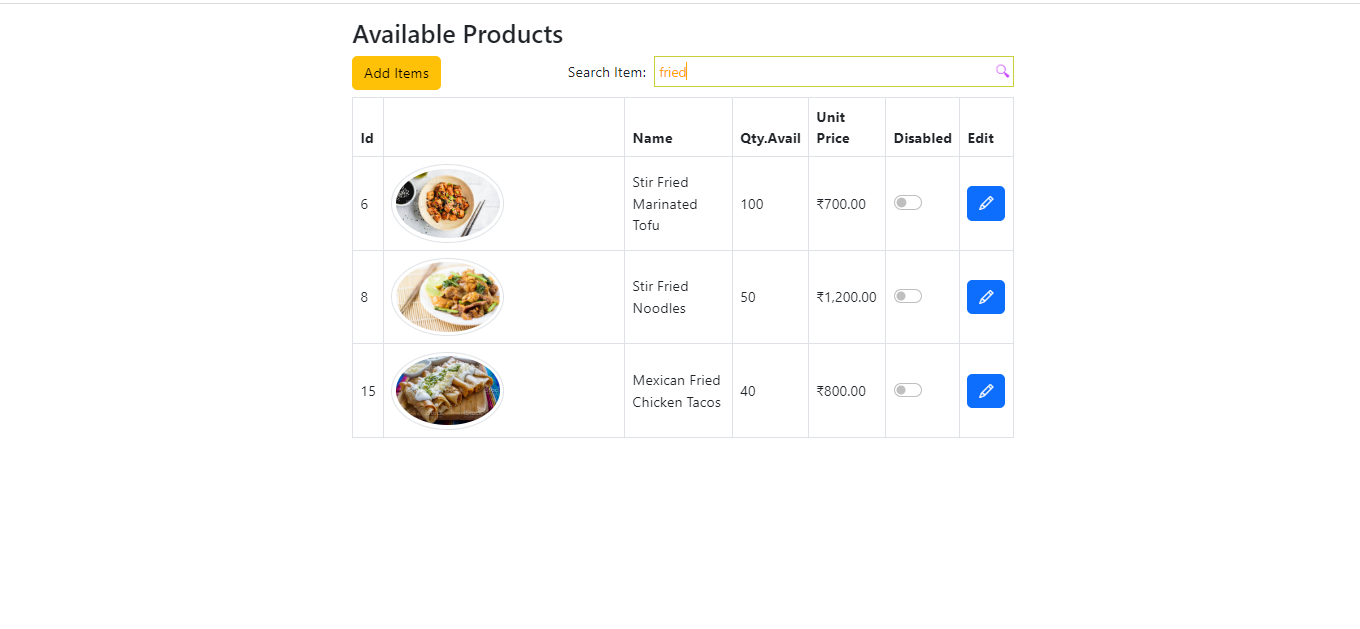 Available Products
Add Items
Search Item:
fried
Id
Name
Qty.Avail
Unit
Price
Disabled
Edit
6
Stir Fried
Marinated
Tofu
100
₹700.00
8
Stir Fried
Noodles
50
₹1,200.00
15
Mexican Fried
Chicken Tacos
40
₹800.00